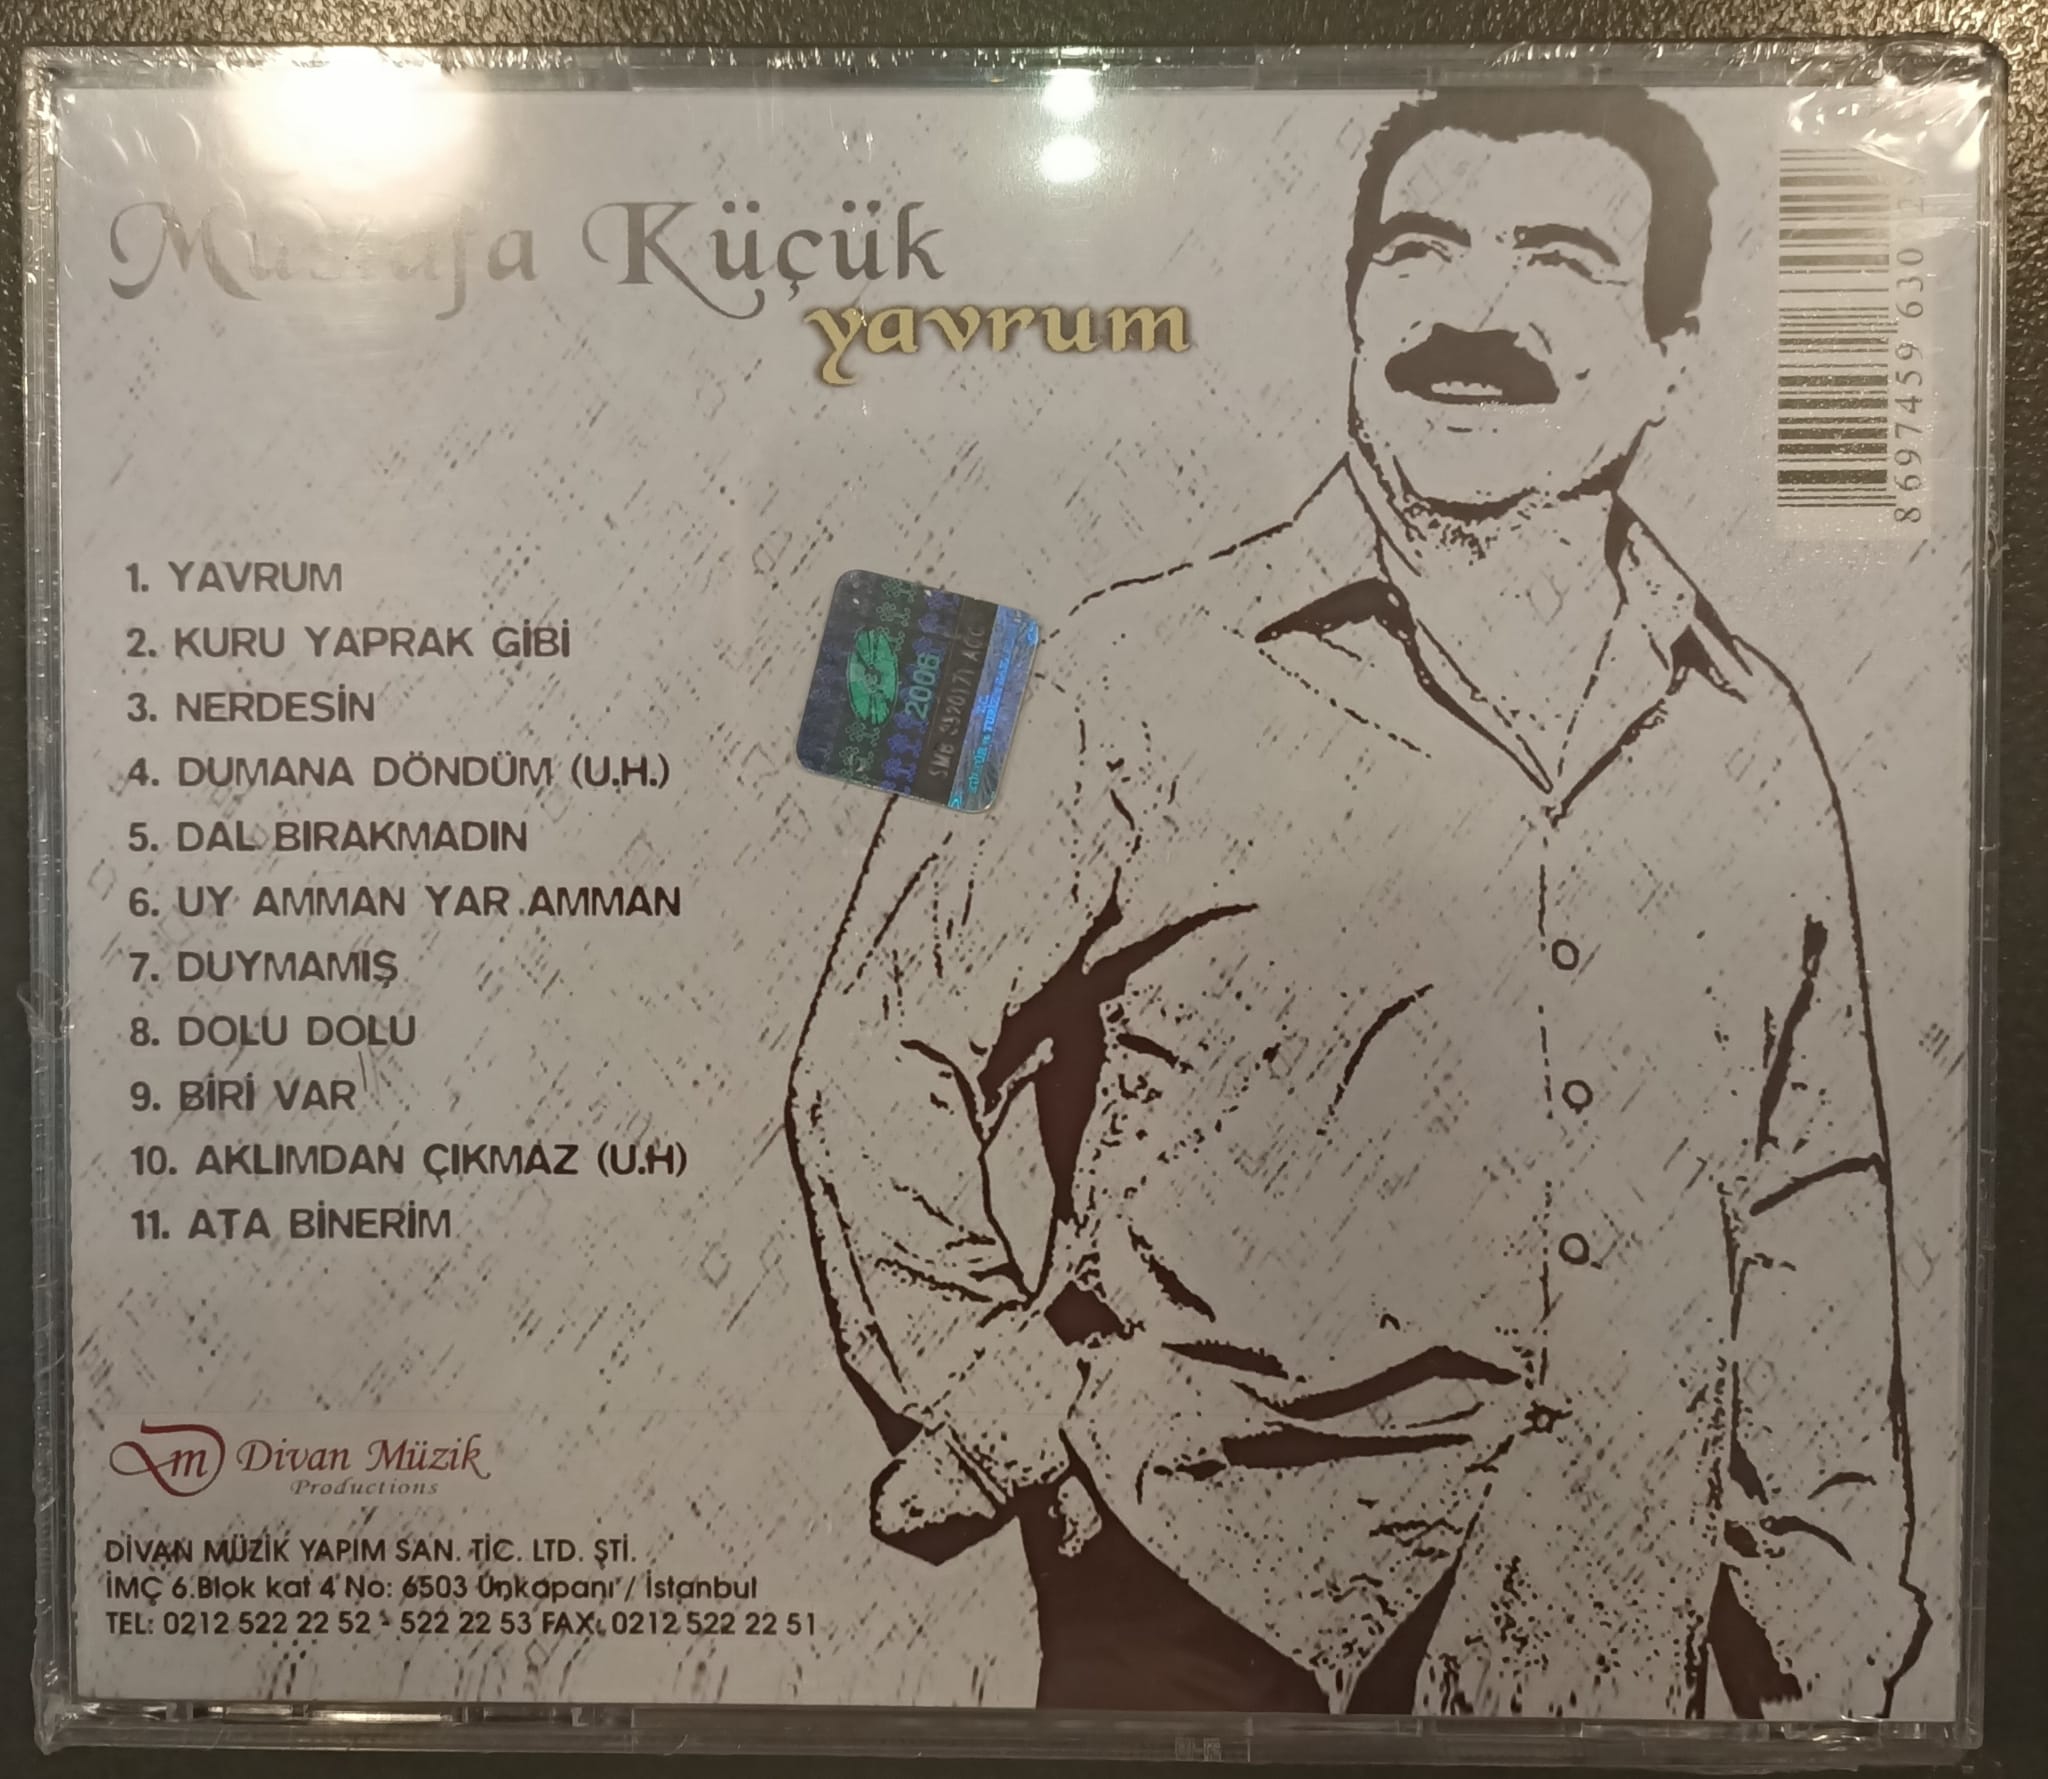 Mustafa Küçük
yavrum
8697459630
1. YAVRUM
2. KURU YAPRAK GİBİ
3. NERDESİN
4. DUMANA DÖNDÜM (U.H.)
5. DAL BIRAKMADIN
6. UY AMMAN YAR AMMAN
7. DUYMAMIŞ
8. DOLU DOLU
9. BİRİ VAR
10. AKLIMDAN ÇIKMAZ (U.H)
11. ATA BİNERİM
2008
SMB
m Divan Müzik
Productions
DİVAN MÜZİK YAPIM SAN. TİC. LTD. ŞTİ.
İMÇ 6.Blok kat 4 No: 6503 Unkapanı / İstanbul
TEL: 0212 522 22 52 - 522 22 53 FAX: 0212 522 22 51